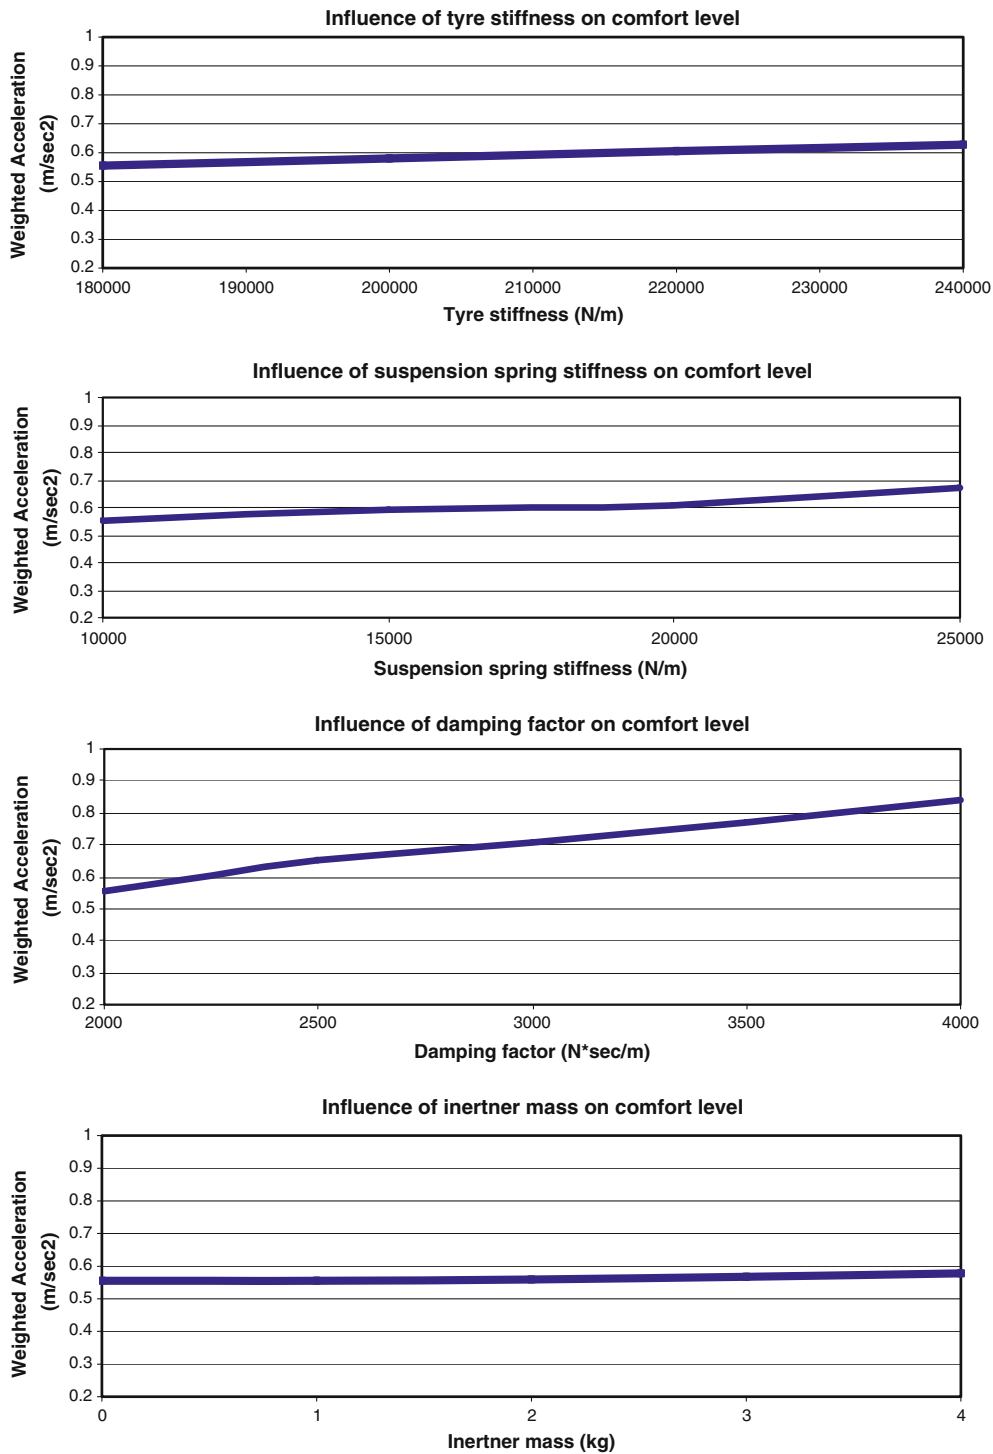 Influence of tyre stiffness on comfort level
Weighted Acceleration
(m/sec2)
1
0.9
0.8
0.7
0.6
0.5
0.4
0.3
0.2
180000 190000 200000 210000 220000 230000 240000
Tyre stiffness (N/m)
Influence of suspension spring stiffness on comfort level
Weighted Acceleration
(m/sec2)
1
0.9
0.8
0.7
0.6
0.5
0.4
0.3
0.2
10000 15000 20000 25000
Suspension spring stiffness (N/m)
Influence of damping factor on comfort level
Weighted Acceleration
(m/sec2)
1
0.9
0.8
0.7
0.6
0.5
0.4
0.3
0.2
2000 2500 3000 3500 4000
Damping factor (N*sec/m)
Influence of inertner mass on comfort level
Weighted Acceleration
(m/sec2)
1
0.9
0.8
0.7
0.6
0.5
0.4
0.3
0.2
0 1 2 3 4
Inertner mass (kg)